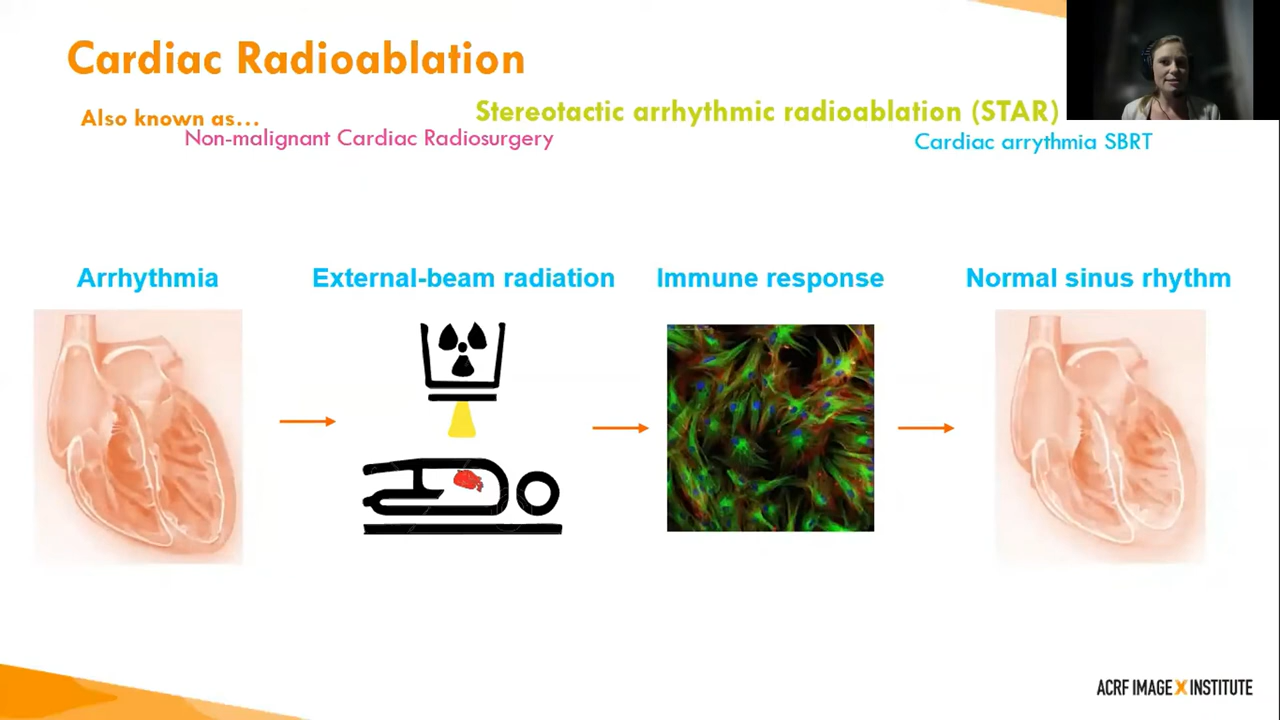 Cardiac Radioablation
Also known as...
Stereotactic arrhythmic radioablation (STAR)
Non-malignant Cardiac Radiosurgery
Cardiac arrythmia SBRT
Arrhythmia
External-beam radiation
Immune response
Normal sinus rhythm
ACRF IMAGE X INSTITUTE